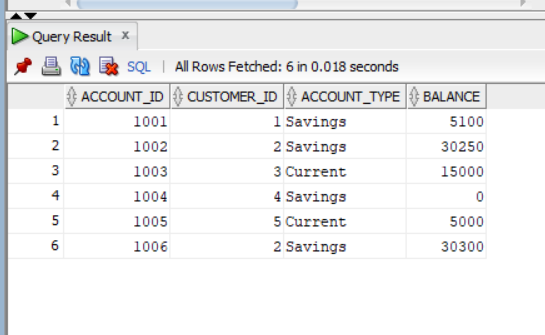 Query Result x
SQL | All Rows Fetched: 6 in 0.018 seconds
ACCOUNT_ID CUSTOMER_ID ACCOUNT_TYPE BALANCE
1 1001 1 Savings 5100
2 1002 2 Savings 30250
3 1003 3 Current 15000
4 1004 4 Savings 0
5 1005 5 Current 5000
6 1006 2 Savings 30300